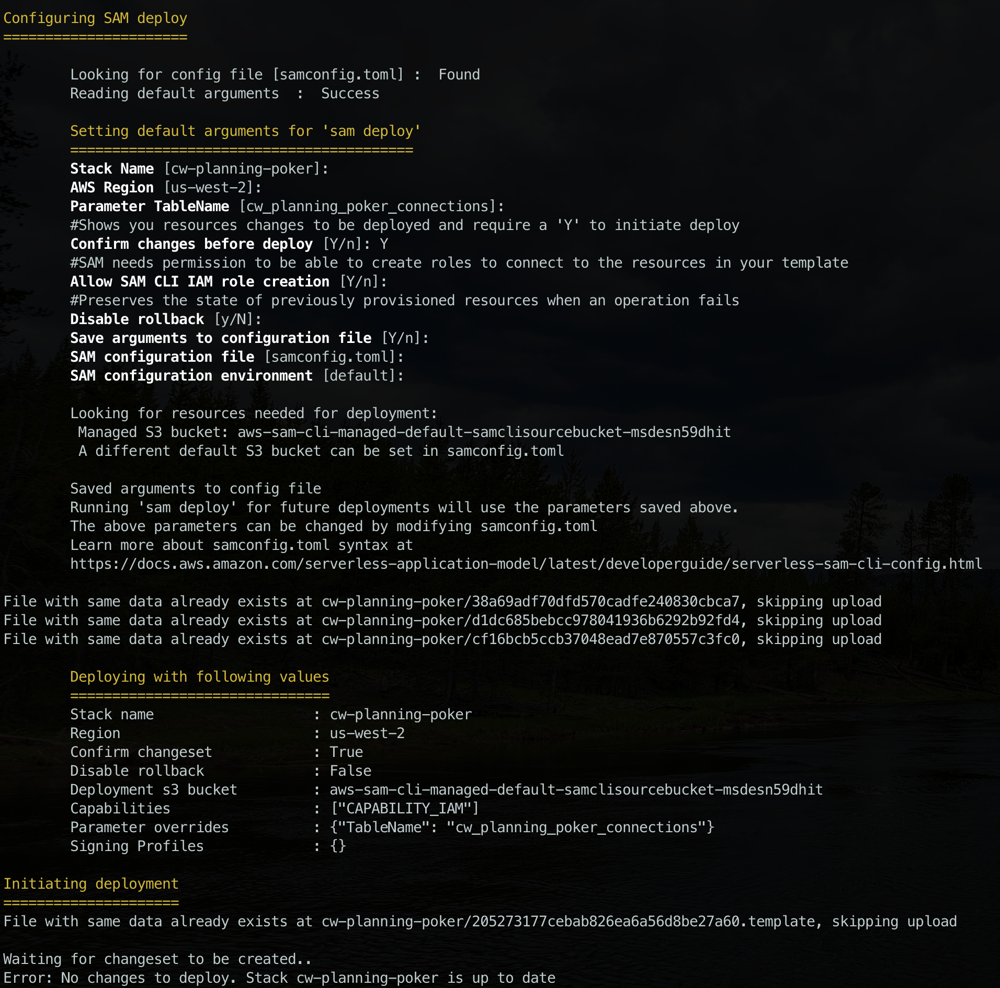 Configuring SAM deploy
======================
Looking for config file [samconfig.toml] :  Found
Reading default arguments  :  Success
Setting default arguments for 'sam deploy'
=========================================
Stack Name [cw-planning-poker]:
AWS Region [us-west-2]:
Parameter TableName [cw_planning_poker_connections]:
#Shows you resources changes to be deployed and require a 'Y' to initiate deploy
Confirm changes before deploy [Y/n]: Y
#SAM needs permission to be able to create roles to connect to the resources in your template
Allow SAM CLI IAM role creation [Y/n]:
#Preserves the state of previously provisioned resources when an operation fails
Disable rollback [y/N]:
Save arguments to configuration file [Y/n]:
SAM configuration file [samconfig.toml]:
SAM configuration environment [default]:
Looking for resources needed for deployment:
Managed S3 bucket: aws-sam-cli-managed-default-samclisourcebucket-msdesn59dhit
A different default S3 bucket can be set in samconfig.toml
Saved arguments to config file
Running 'sam deploy' for future deployments will use the parameters saved above.
The above parameters can be changed by modifying samconfig.toml
Learn more about samconfig.toml syntax at
https://docs.aws.amazon.com/serverless-application-model/latest/developerguide/serverless-sam-cli-config.html
File with same data already exists at cw-planning-poker/38a69adf70dfd570cadfe240830cbca7, skipping upload
File with same data already exists at cw-planning-poker/d1dc685bebcc978041936b6292b92fd4, skipping upload
File with same data already exists at cw-planning-poker/cf16bcb5ccb37048ead7e870557c3fc0, skipping upload
Deploying with following values
===============================
Stack name                   : cw-planning-poker
Region                       : us-west-2
Confirm changeset            : True
Disable rollback             : False
Deployment s3 bucket         : aws-sam-cli-managed-default-samclisourcebucket-msdesn59dhit
Capabilities                 : ["CAPABILITY_IAM"]
Parameter overrides          : {"TableName": "cw_planning_poker_connections"}
Signing Profiles             : {}
Initiating deployment
=====================
File with same data already exists at cw-planning-poker/205273177cebab826ea6a56d8be27a60.template, skipping upload
Waiting for changeset to be created..
Error: No changes to deploy. Stack cw-planning-poker is up to date